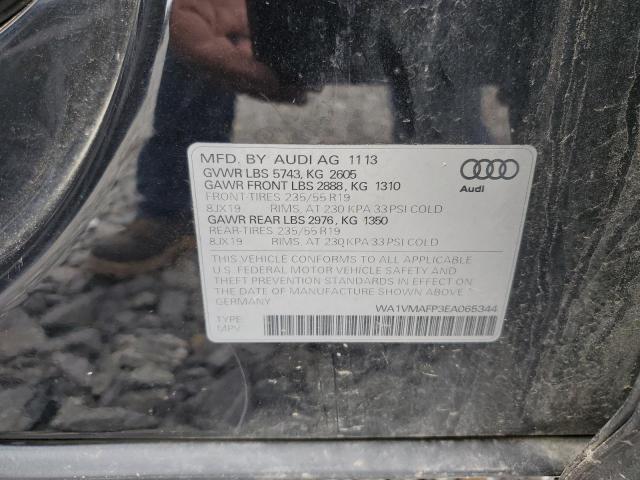 MFD. BY AUDI AG 11 13
GVWR LBS 5743, KG 2605
GAWR FRONT LBS 2888, KG 1310
FRONT-TIRES 235/55 R19
8JX19 RIMS, AT 230 KPA 33 PSI COLD
GAWR REAR LBS 2976, KG 1350
REAR-TIRES 235/55 R19
8JX19 RIMS, AT 230 KPA 33 PSI COLD
Audi
THIS VEHICLE CONFORMS TO ALL APPLICABLE
U.S. FEDERAL MOTOR VEHICLE SAFETY AND
THEFT PREVENTION STANDARDS IN EFFECT ON
THE DATE OF MANUFACTURE SHOWN ABOVE.
GERMANY
WA1VMAFP3EA065344
TYPE:
MPV